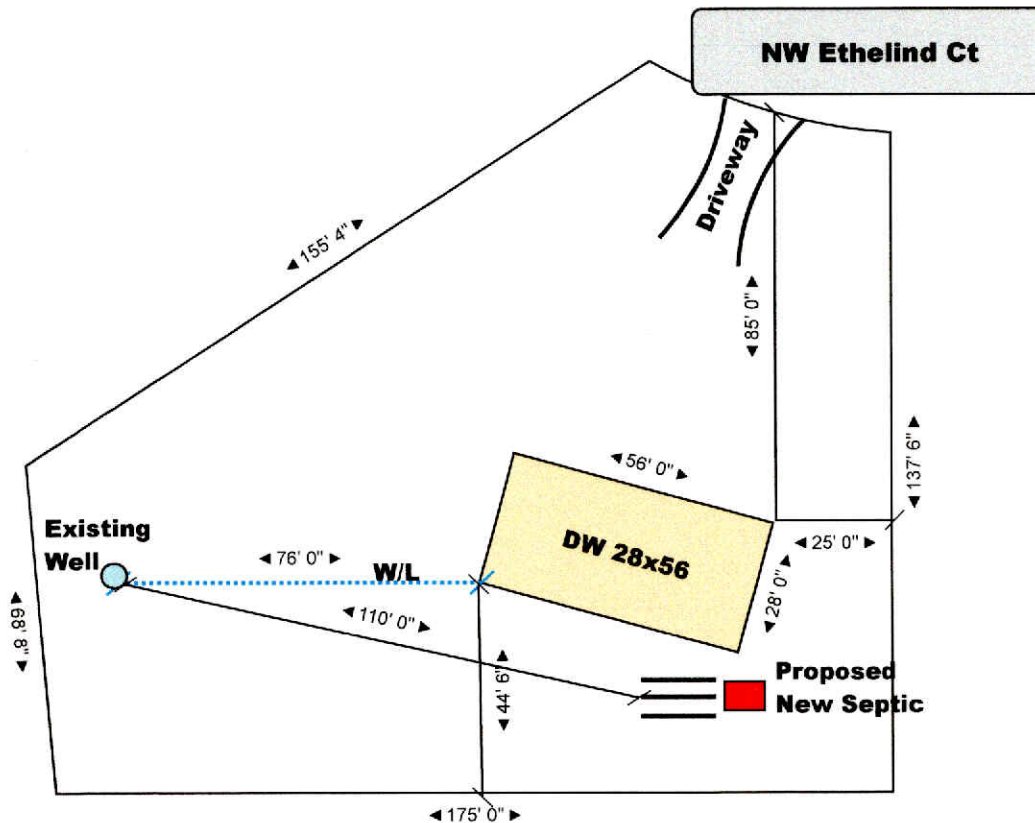 NW Ethelind Ct
Driveway
◄ 155' 4" ►
◄ 85' 0" ►
◄ 137' 6" ►
◄ 56' 0" ►
DW 28x56
◄ 25' 0" ►
◄ 28' 0" ►
Existing
Well
◄ 76' 0" ►
W/L
◄ 110' 0" ►
◄ 68' 8" ►
◄ 44' 6" ►
Proposed
New Septic
◄ 175' 0" ►